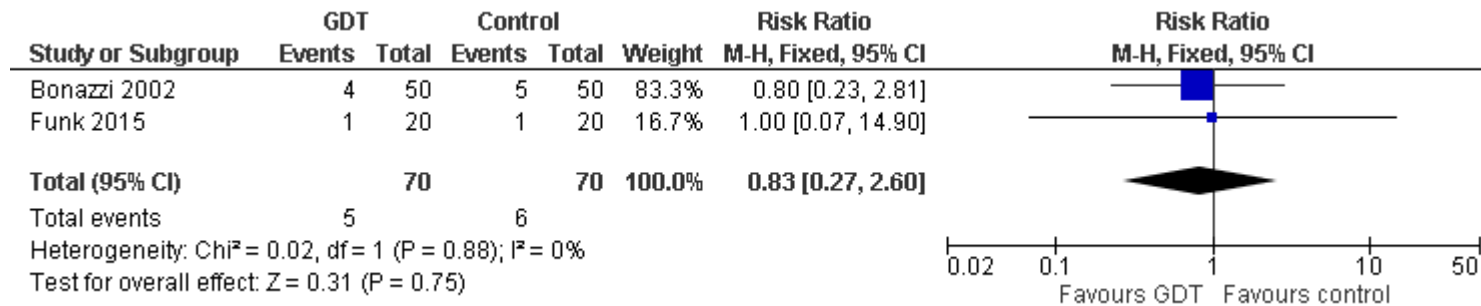 GDT Control Risk Ratio Risk Ratio
Study or Subgroup Events Total Events Total Weight M-H, Fixed, 95% CI M-H, Fixed, 95% CI
Bonazzi 2002 4 50 5 50 83.3% 0.80 [0.23, 2.81]
Funk 2015 1 20 1 20 16.7% 1.00 [0.07, 14.90]
Total (95% CI) 70 70 100.0% 0.83 [0.27, 2.60]
Total events 5 6
Heterogeneity: Chi² = 0.02, df = 1 (P = 0.88); I² = 0%
Test for overall effect: Z = 0.31 (P = 0.75)
0.02 0.1 1 10 50
Favours GDT Favours control